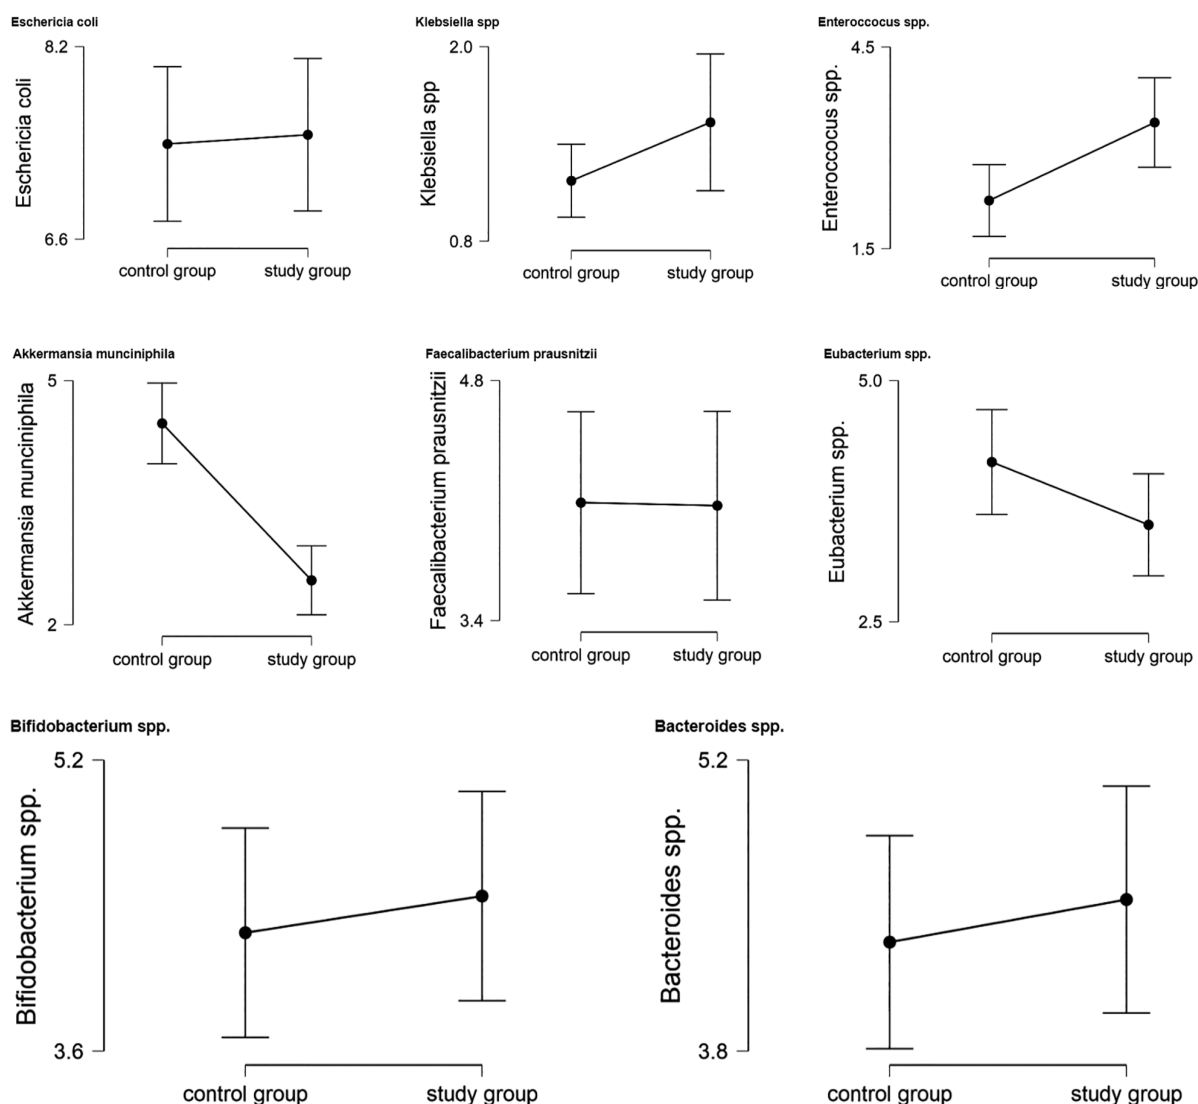 Eschericia coli
Eschericia coli
8.2
6.6
control group
study group
Klebsiella spp
Klebsiella spp
2.0
0.8
control group
study group
Enteroccocus spp.
Enteroccocus spp.
4.5
1.5
control group
study group
Akkermansia munciniphila
Akkermansia munciniphila
5
2
control group
study group
Faecalibacterium prausnitzii
Faecalibacterium prausnitzii
4.8
3.4
control group
study group
Eubacterium spp.
Eubacterium spp.
5.0
2.5
control group
study group
Bifidobacterium spp.
Bifidobacterium spp.
5.2
3.6
control group
study group
Bacteroides spp.
Bacteroides spp.
5.2
3.8
control group
study group